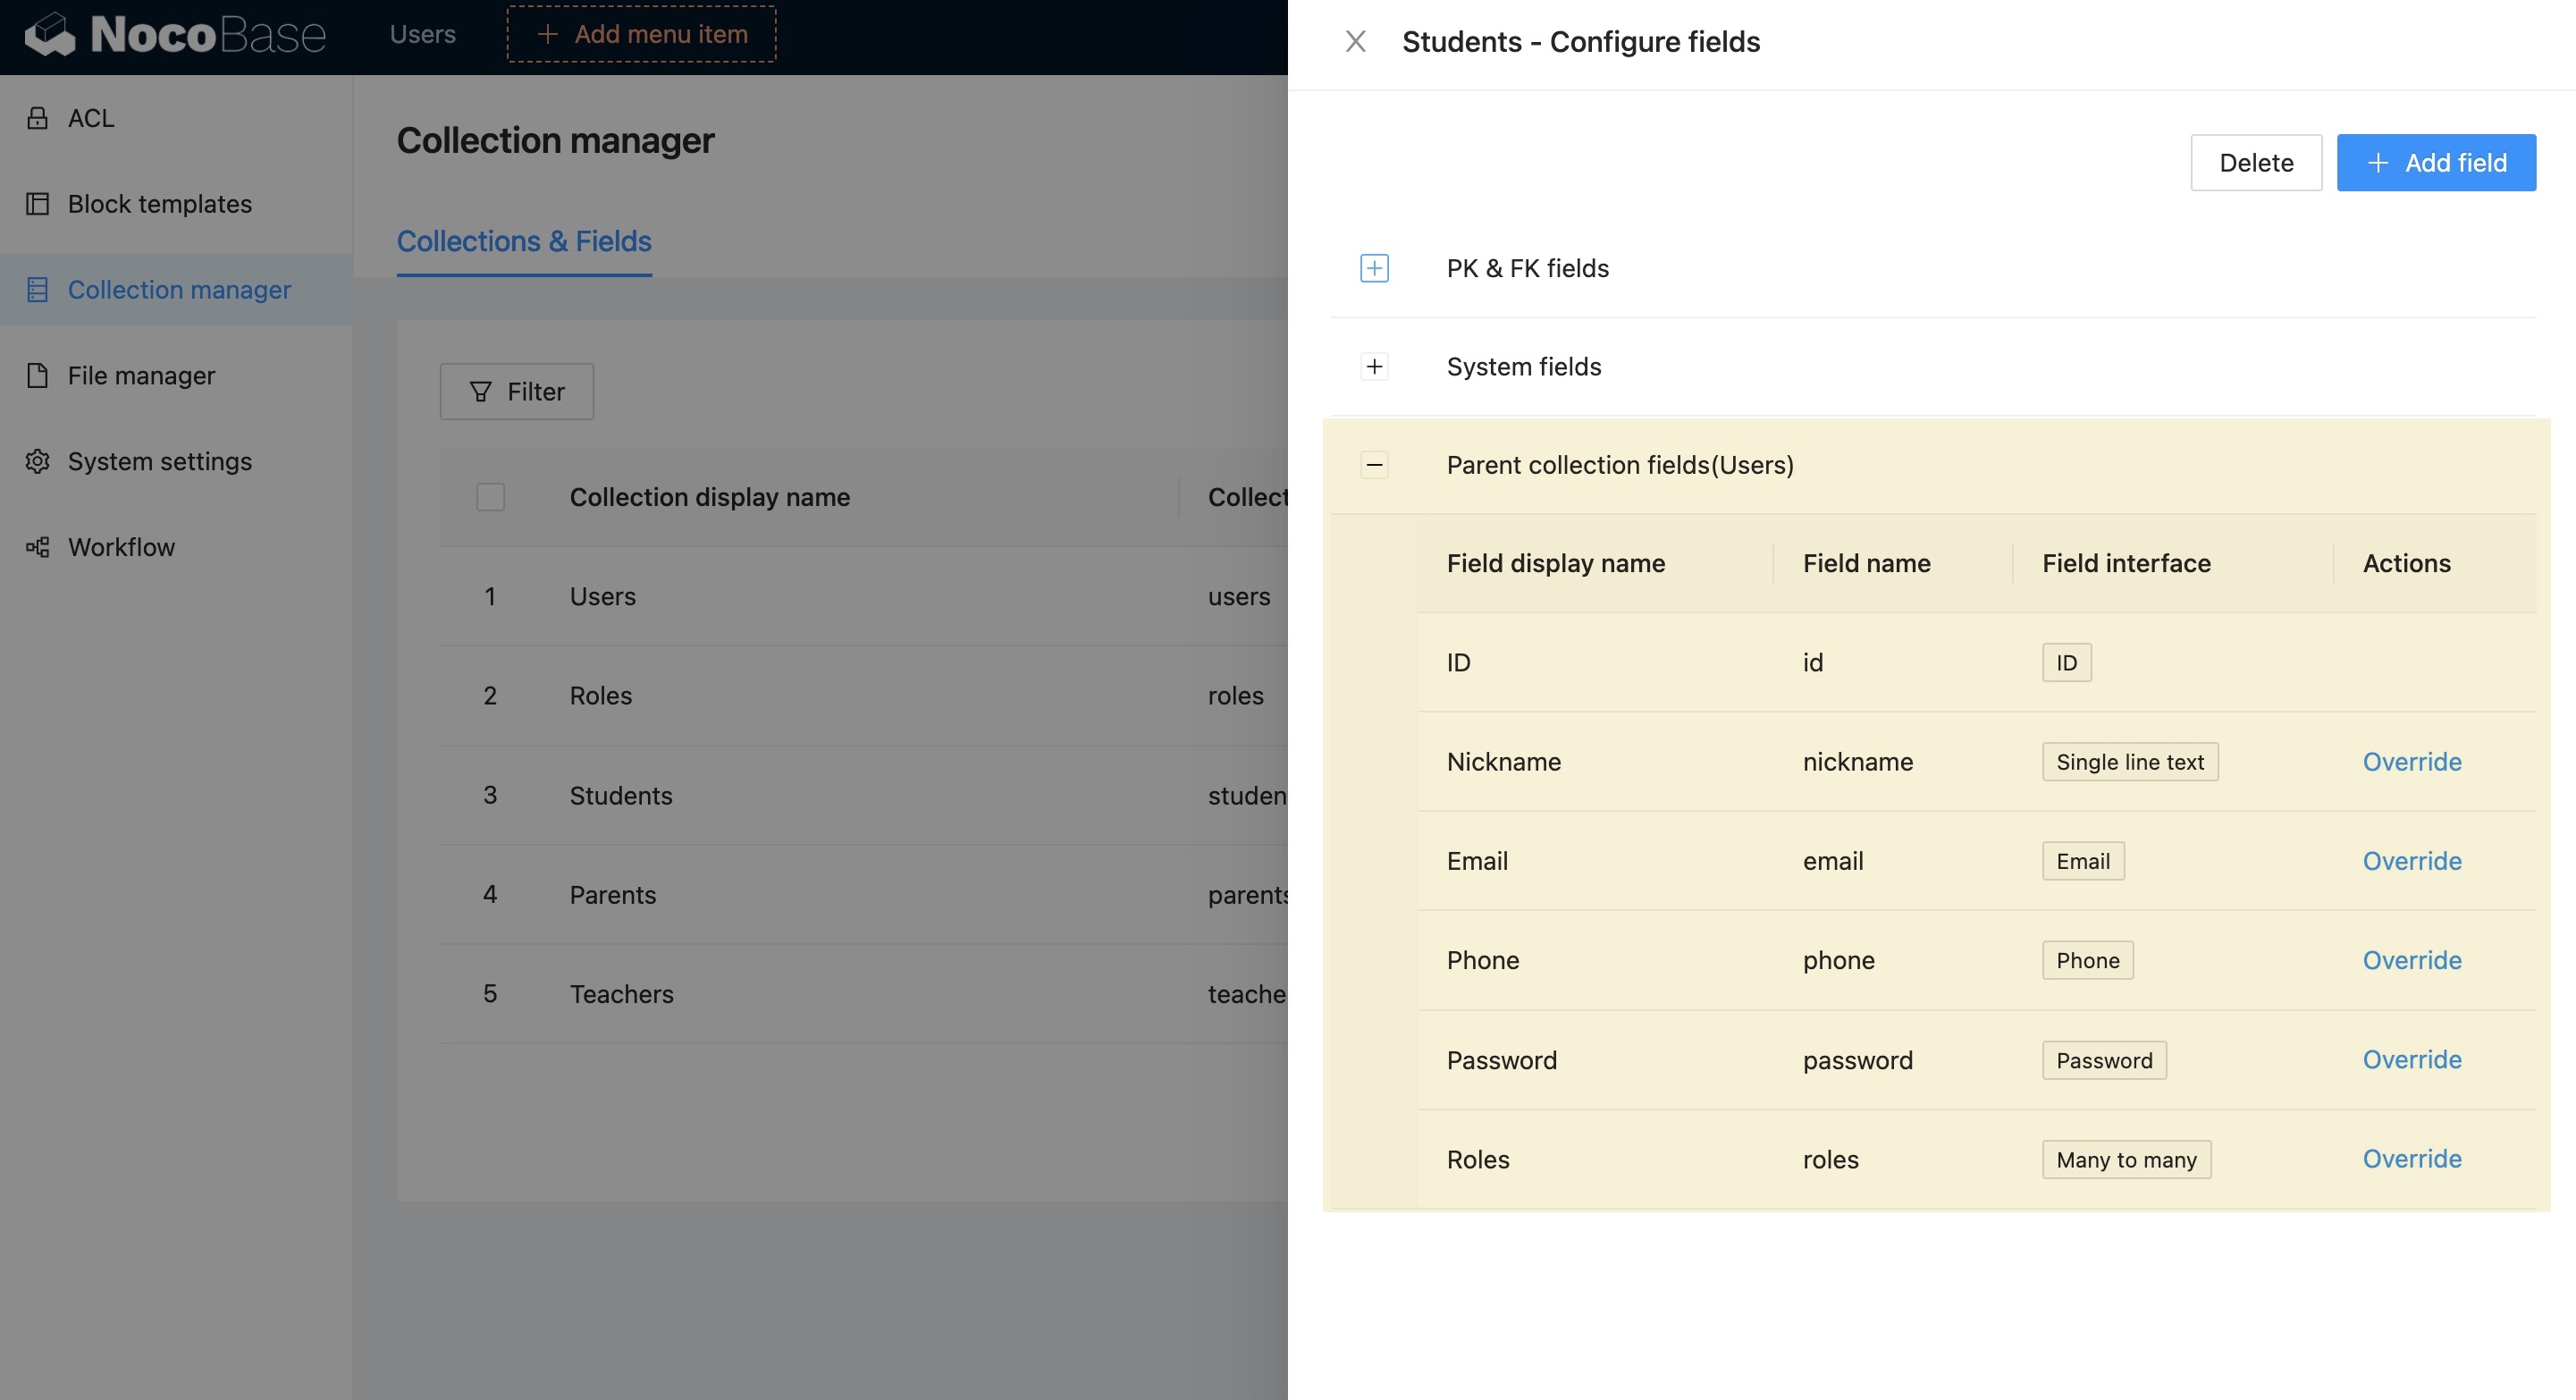 NocoBase Users + Add menu item
Students - Configure fields
ACL
Block templates
Collection manager
File manager
System settings
Workflow
Collection manager
Collections & Fields
Filter
Collection display name Collect
1 Users users
2 Roles roles
3 Students studen
4 Parents parents
5 Teachers teache
Delete + Add field
PK & FK fields
System fields
Parent collection fields(Users)
Field display name Field name Field interface Actions
ID id ID
Nickname nickname Single line text Override
Email email Email Override
Phone phone Phone Override
Password password Password Override
Roles roles Many to many Override